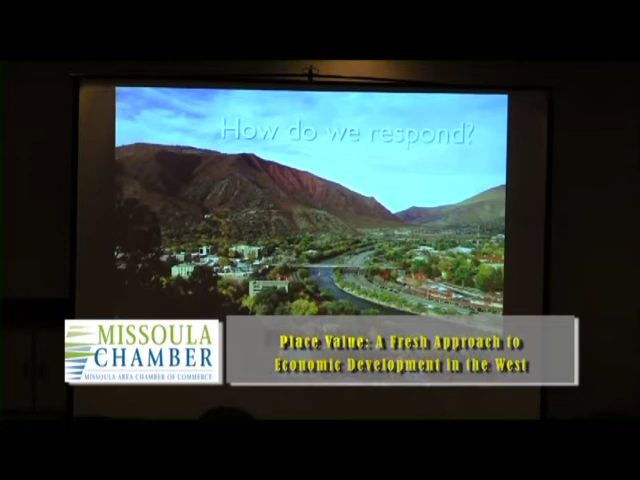 How do we respond?
MISSOULA
CHAMBER
MISSOULA AREA CHAMBER OF COMMERCE
Place Value: A Fresh Approach to
Economic Development in the West